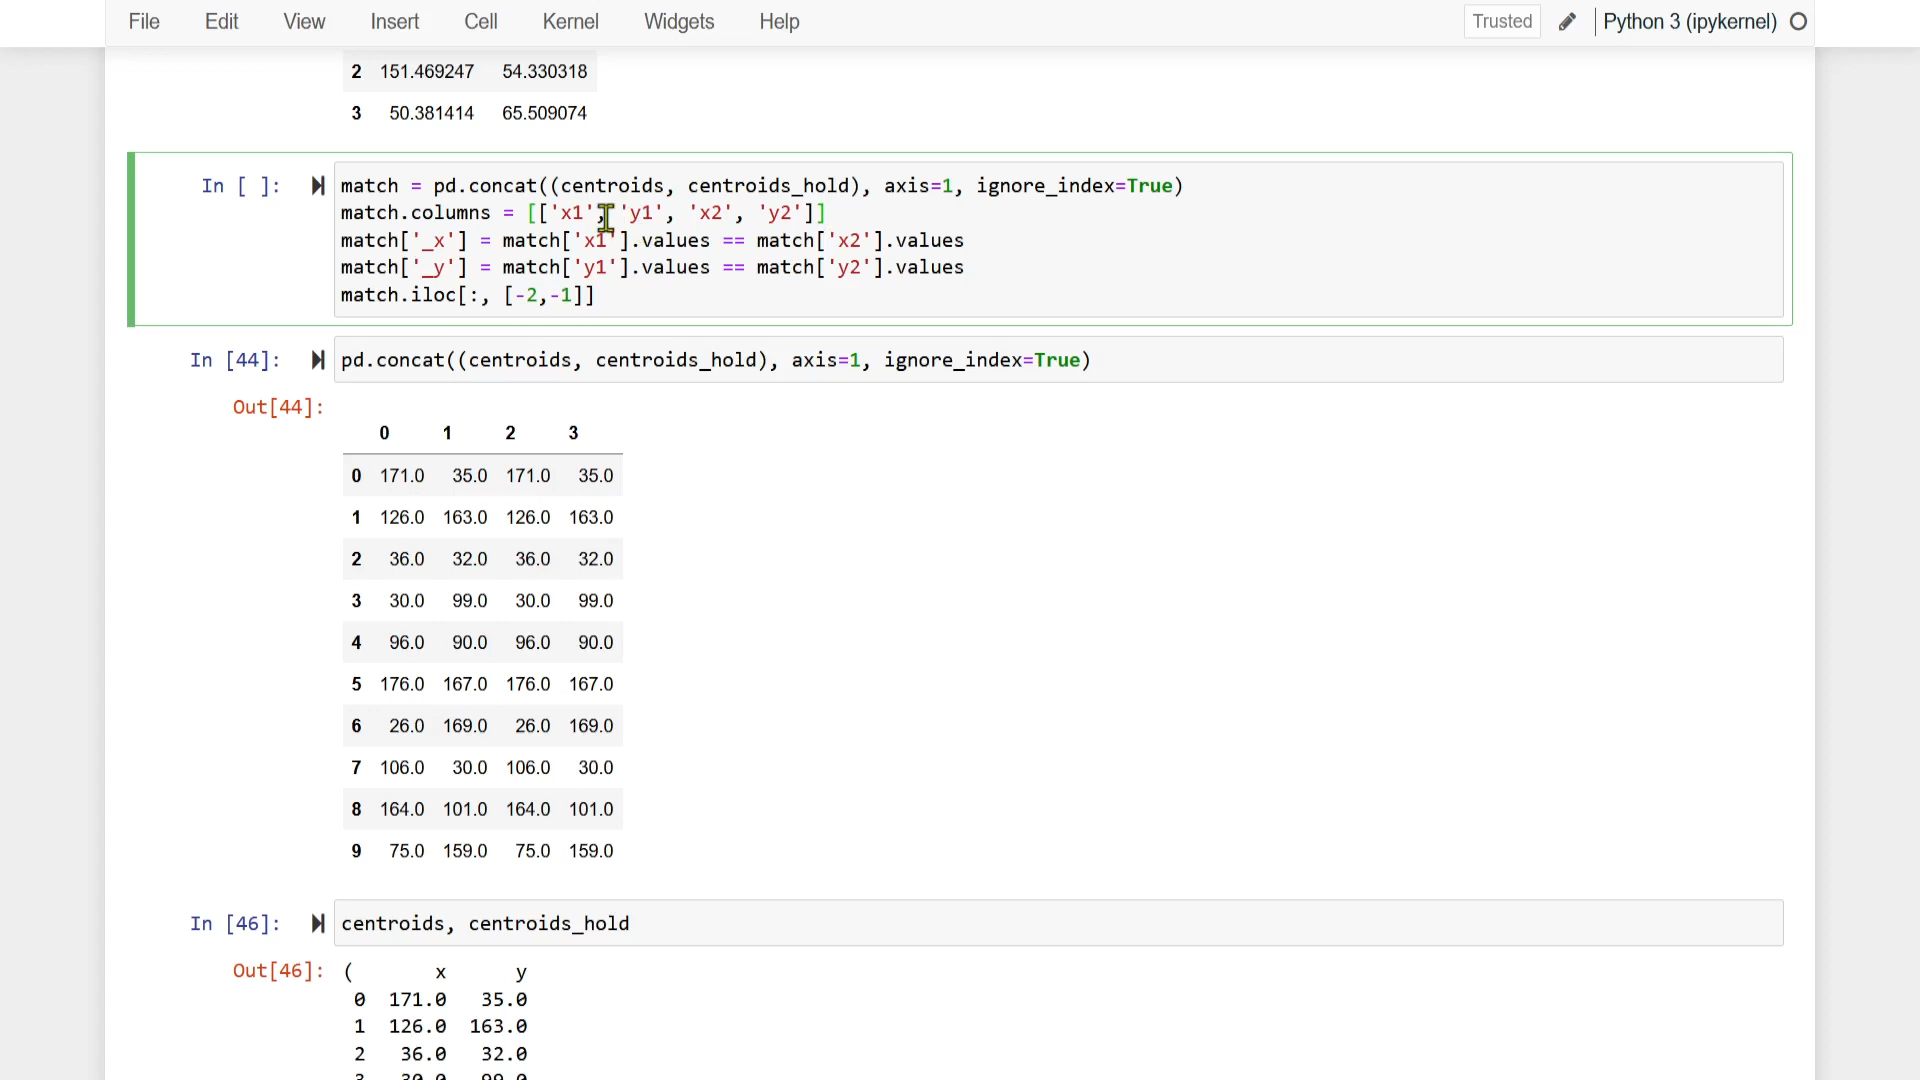 File Edit View Insert Cell Kernel Widgets Help Trusted Python 3 (ipykernel)
2 151.469247 54.330318
3 50.381414 65.509074
In [ ]: match = pd.concat((centroids, centroids_hold), axis=1, ignore_index=True)
match.columns = [['x1', 'y1', 'x2', 'y2']]
match['_x'] = match['x1'].values == match['x2'].values
match['_y'] = match['y1'].values == match['y2'].values
match.iloc[:, [-2,-1]]
In [44]: pd.concat((centroids, centroids_hold), axis=1, ignore_index=True)
Out[44]:
0 1 2 3
0 171.0 35.0 171.0 35.0
1 126.0 163.0 126.0 163.0
2 36.0 32.0 36.0 32.0
3 30.0 99.0 30.0 99.0
4 96.0 90.0 96.0 90.0
5 176.0 167.0 176.0 167.0
6 26.0 169.0 26.0 169.0
7 106.0 30.0 106.0 30.0
8 164.0 101.0 164.0 101.0
9 75.0 159.0 75.0 159.0
In [46]: centroids, centroids_hold
Out[46]: ( x y
0 171.0 35.0
1 126.0 163.0
2 36.0 32.0